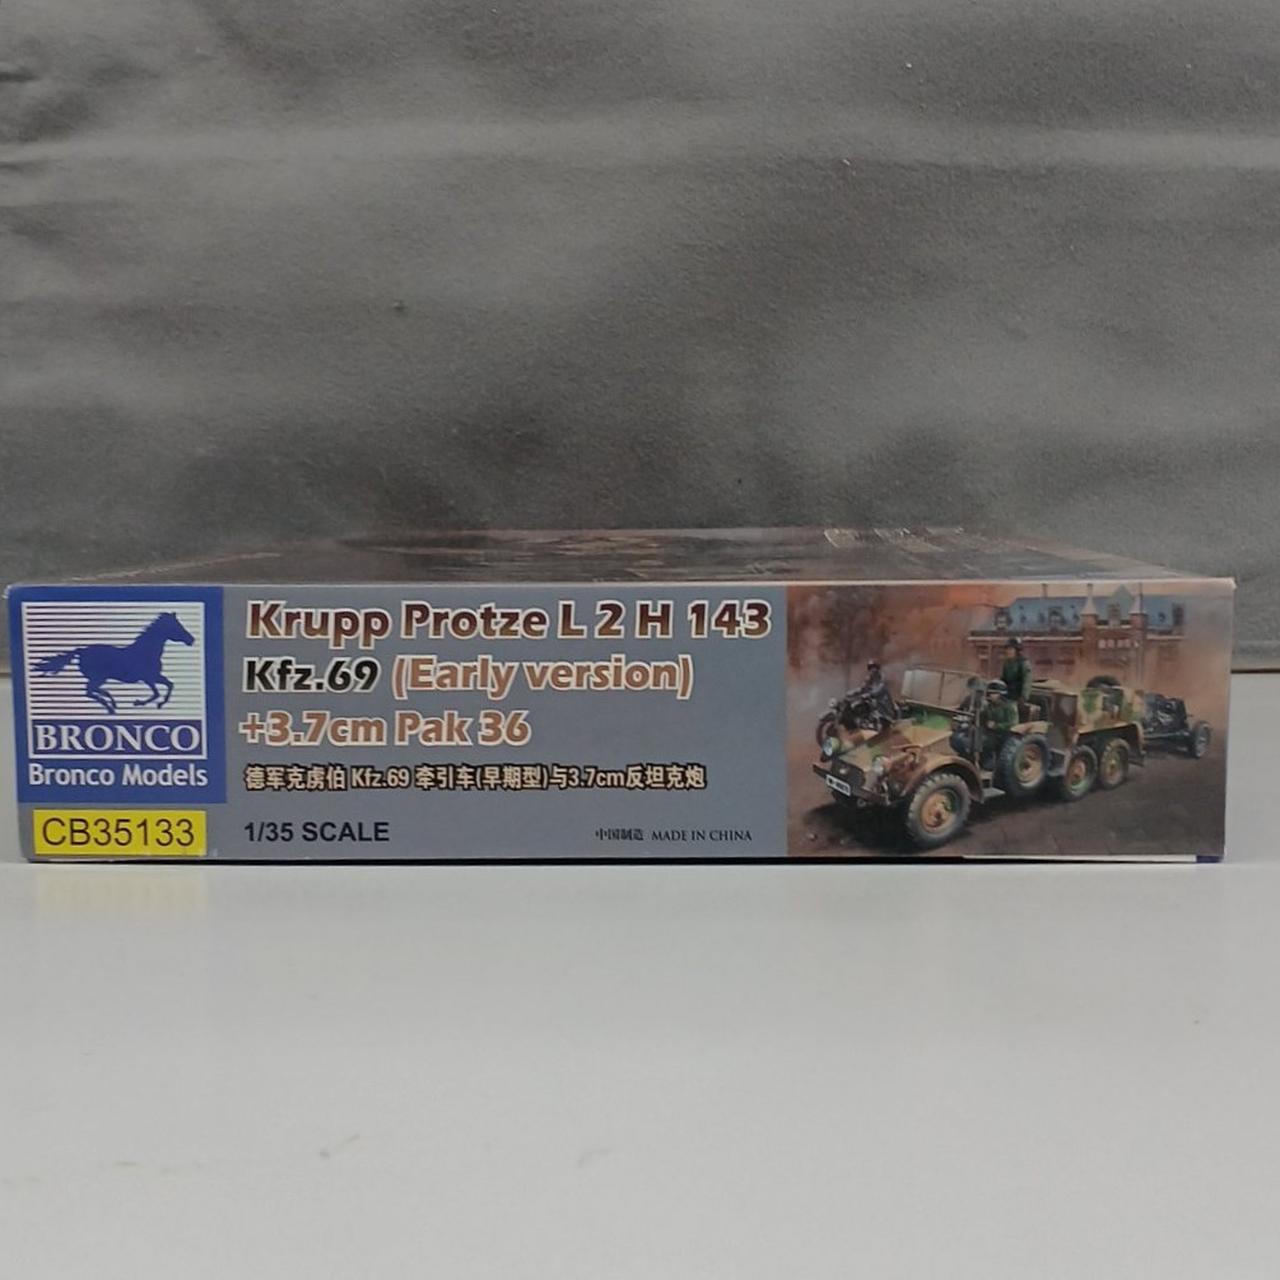 BRONCO
Bronco Models
CB35133
Krupp Protze L 2 H 143
Kfz.69 (Early version)
+3.7cm Pak 36
德军克虏伯 Kfz.69 牵引车(早期型)与3.7cm反坦克炮
1/35 SCALE
中国制造 MADE IN CHINA